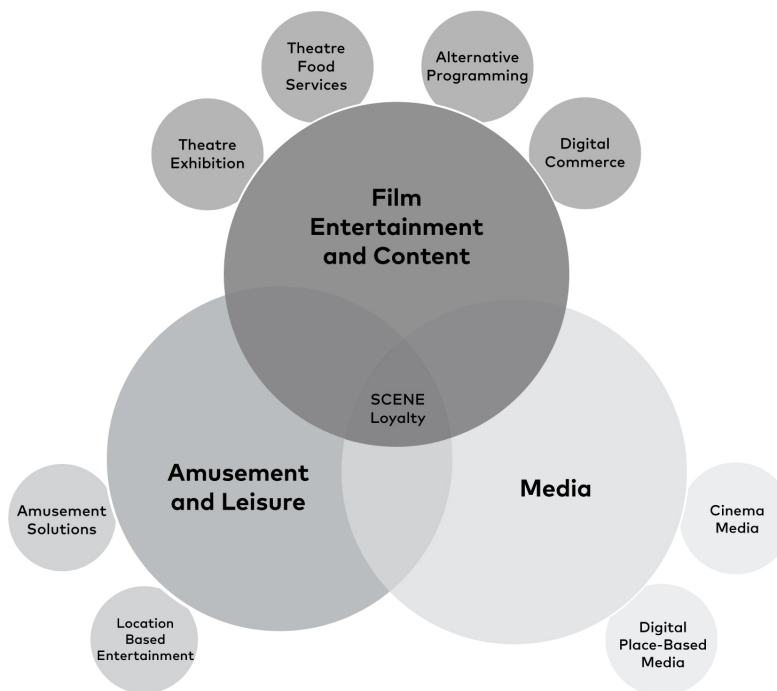 Theatre
Food
Services
Alternative
Programming
Theatre
Exhibition
Digital
Commerce
Film
Entertainment
and Content
SCENE
Loyalty
Amusement
and Leisure
Media
Amusement
Solutions
Cinema
Media
Location
Based
Entertainment
Digital
Place-Based
Media